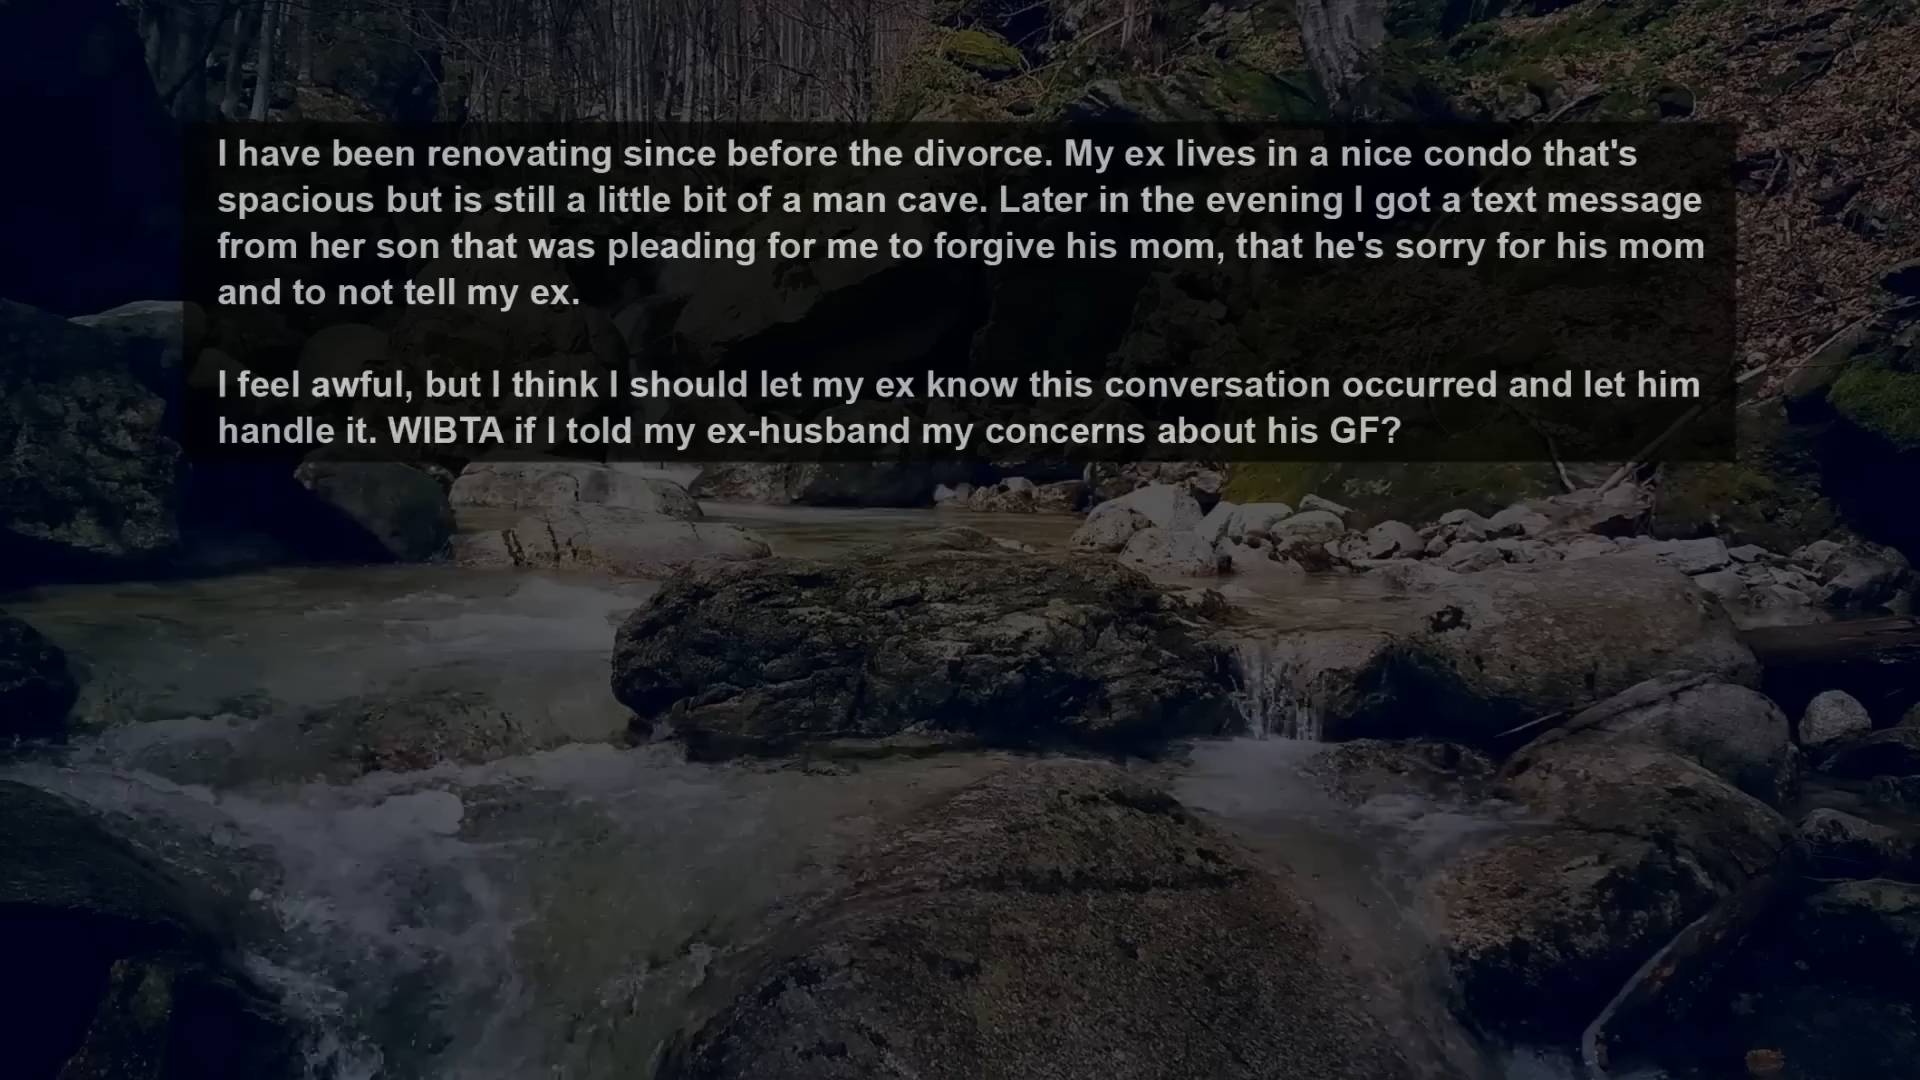 I have been renovating since before the divorce. My ex lives in a nice condo that's
spacious but is still a little bit of a man cave. Later in the evening I got a text message
from her son that was pleading for me to forgive his mom, that he's sorry for his mom
and to not tell my ex.
I feel awful, but I think I should let my ex know this conversation occurred and let him
handle it. WIBTA if I told my ex-husband my concerns about his GF?